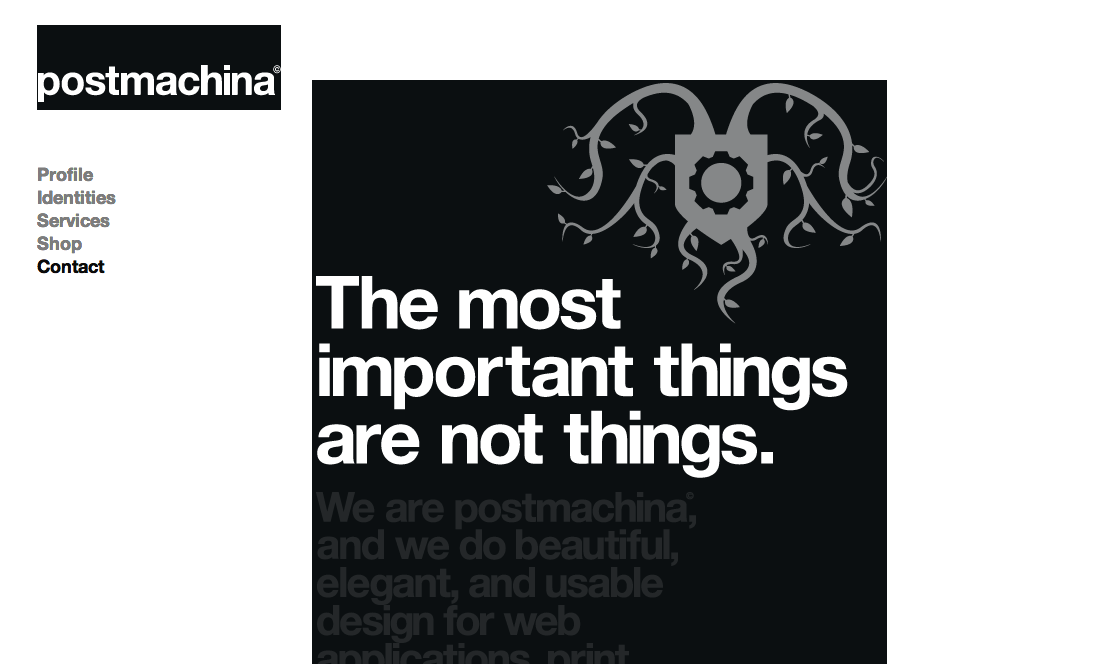 postmachina©
Profile
Identities
Services
Shop
Contact
The most
important things
are not things.
We are postmachina©,
and we do beautiful,
elegant, and usable
design for web
applications, print